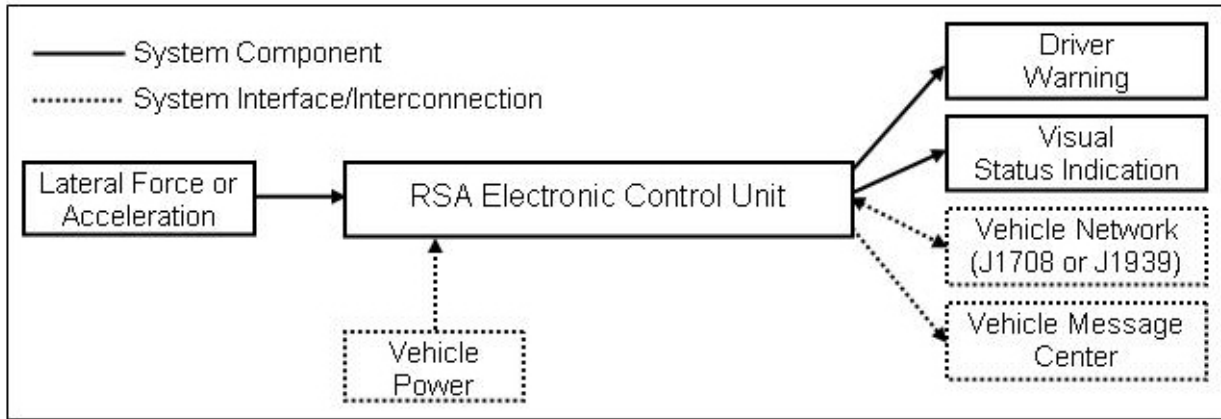 System Component
System Interface/Interconnection
Lateral Force or
Acceleration
RSA Electronic Control Unit
Vehicle
Power
Driver
Warning
Visual
Status Indication
Vehicle Network
(J1708 or J1939)
Vehicle Message
Center